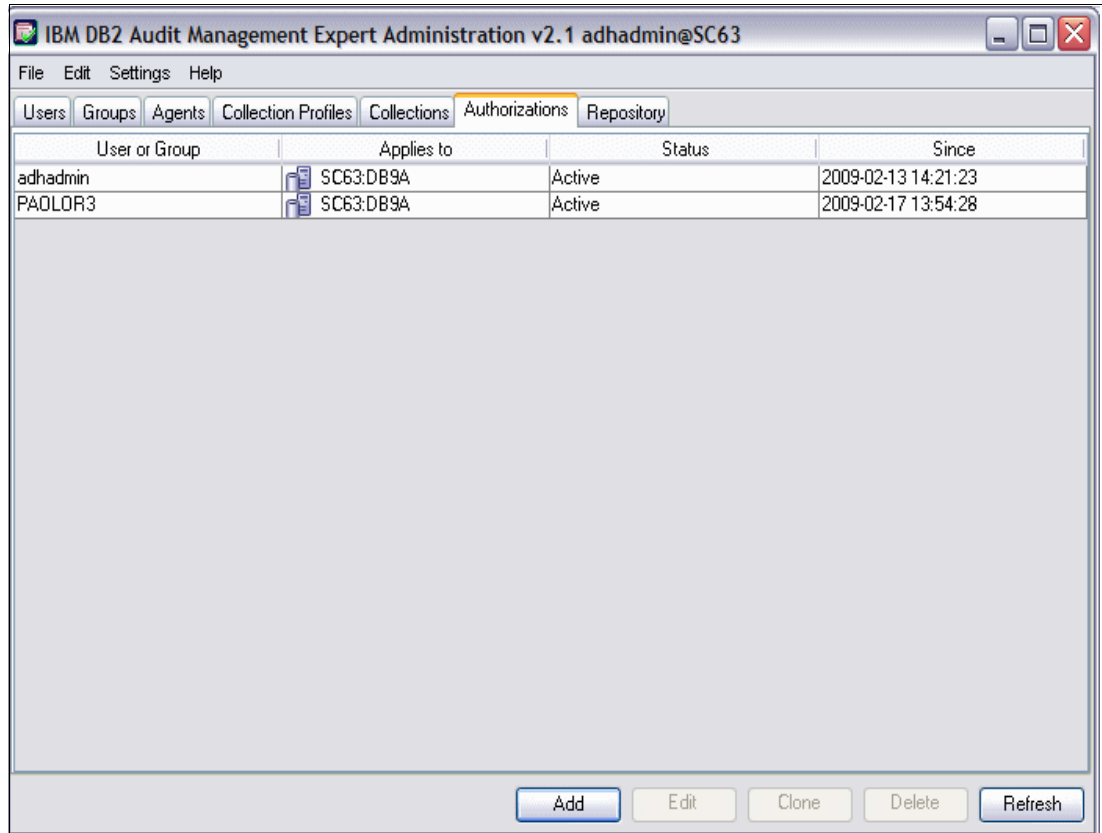 IBM DB2 Audit Management Expert Administration v2.1 adhadmin@SC63
File Edit Settings Help
Users Groups Agents Collection Profiles Collections Authorizations Repository
User or Group Applies to Status Since
adhadmin SC63:DB9A Active 2009-02-13 14:21:23
PAOLOR3 SC63:DB9A Active 2009-02-17 13:54:28
Add Edit Clone Delete Refresh